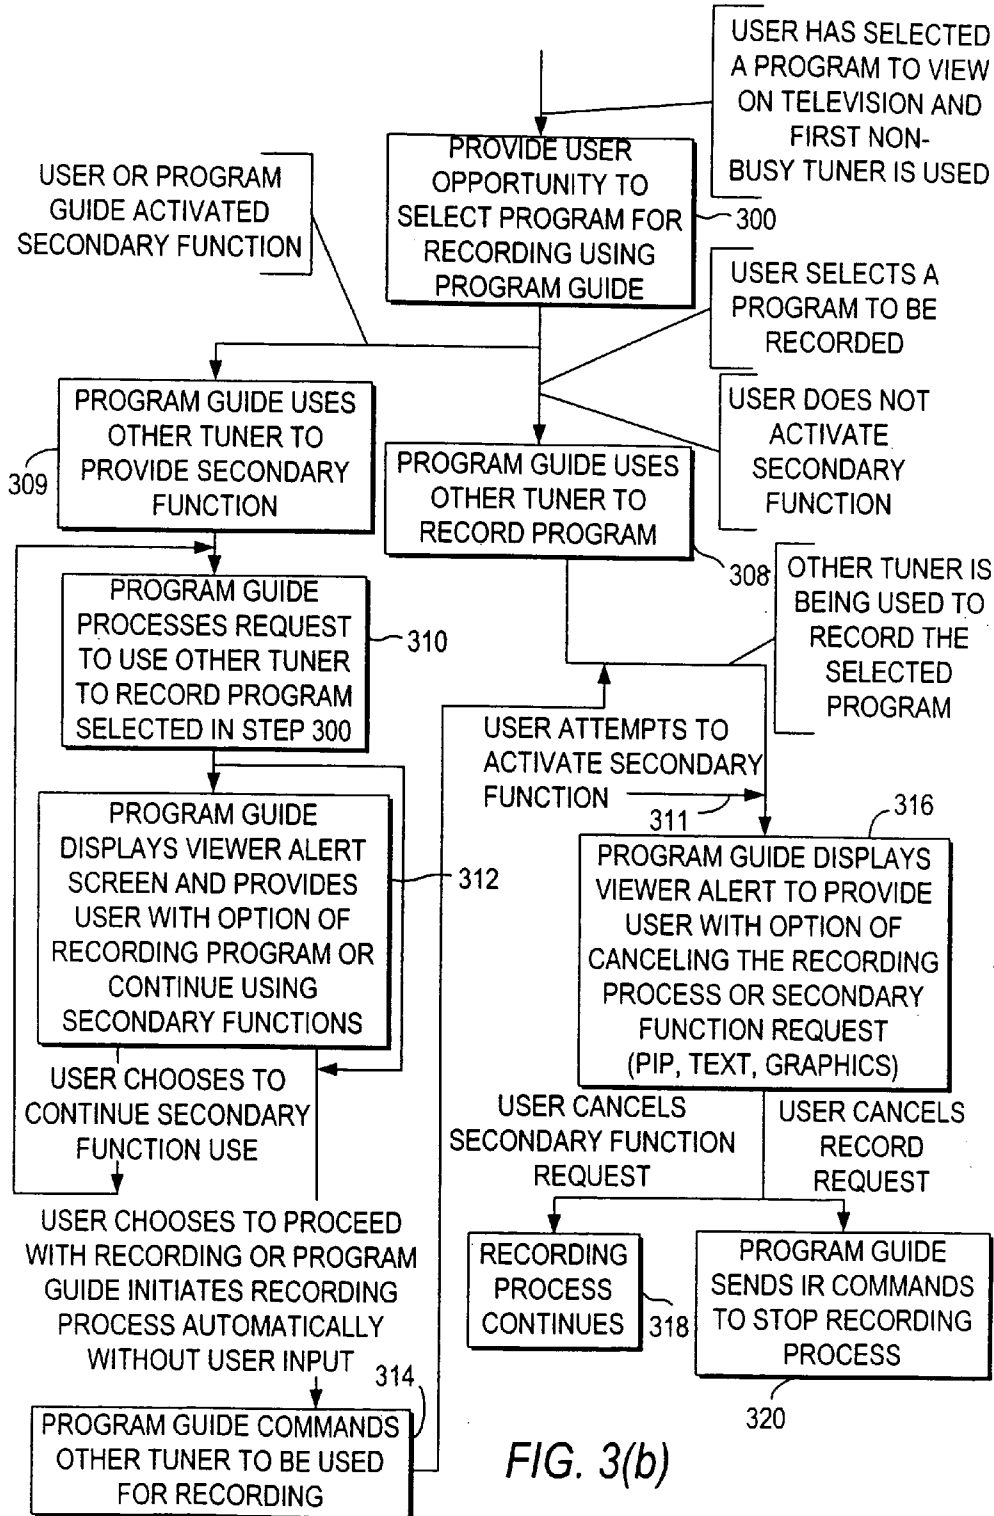 USER HAS SELECTED
A PROGRAM TO VIEW
ON TELEVISION AND
FIRST NON-
BUSY TUNER IS USED
PROVIDE USER
OPPORTUNITY TO
SELECT PROGRAM FOR
RECORDING USING
PROGRAM GUIDE
300
USER OR PROGRAM
GUIDE ACTIVATED
SECONDARY FUNCTION
USER SELECTS A
PROGRAM TO BE
RECORDED
USER DOES NOT
ACTIVATE
SECONDARY
FUNCTION
PROGRAM GUIDE USES
OTHER TUNER TO
PROVIDE SECONDARY
FUNCTION
309
PROGRAM GUIDE USES
OTHER TUNER TO
RECORD PROGRAM
308
OTHER TUNER IS
BEING USED TO
RECORD THE
SELECTED
PROGRAM
PROGRAM GUIDE
PROCESSES REQUEST
TO USE OTHER TUNER
TO RECORD PROGRAM
SELECTED IN STEP 300
310
USER ATTEMPTS TO
ACTIVATE SECONDARY
FUNCTION
311
PROGRAM GUIDE
DISPLAYS VIEWER ALERT
SCREEN AND PROVIDES
USER WITH OPTION OF
RECORDING PROGRAM OR
CONTINUE USING
SECONDARY FUNCTIONS
312
316
PROGRAM GUIDE DISPLAYS
VIEWER ALERT TO PROVIDE
USER WITH OPTION OF
CANCELING THE RECORDING
PROCESS OR SECONDARY
FUNCTION REQUEST
(PIP, TEXT, GRAPHICS)
USER CHOOSES TO
CONTINUE SECONDARY
FUNCTION USE
USER CANCELS
SECONDARY FUNCTION
REQUEST
USER CANCELS
RECORD
REQUEST
USER CHOOSES TO PROCEED
WITH RECORDING OR PROGRAM
GUIDE INITIATES RECORDING
PROCESS AUTOMATICALLY
WITHOUT USER INPUT
RECORDING
PROCESS
CONTINUES
318
PROGRAM GUIDE
SENDS IR COMMANDS
TO STOP RECORDING
PROCESS
320
314
PROGRAM GUIDE COMMANDS
OTHER TUNER TO BE USED
FOR RECORDING
FIG. 3(b)